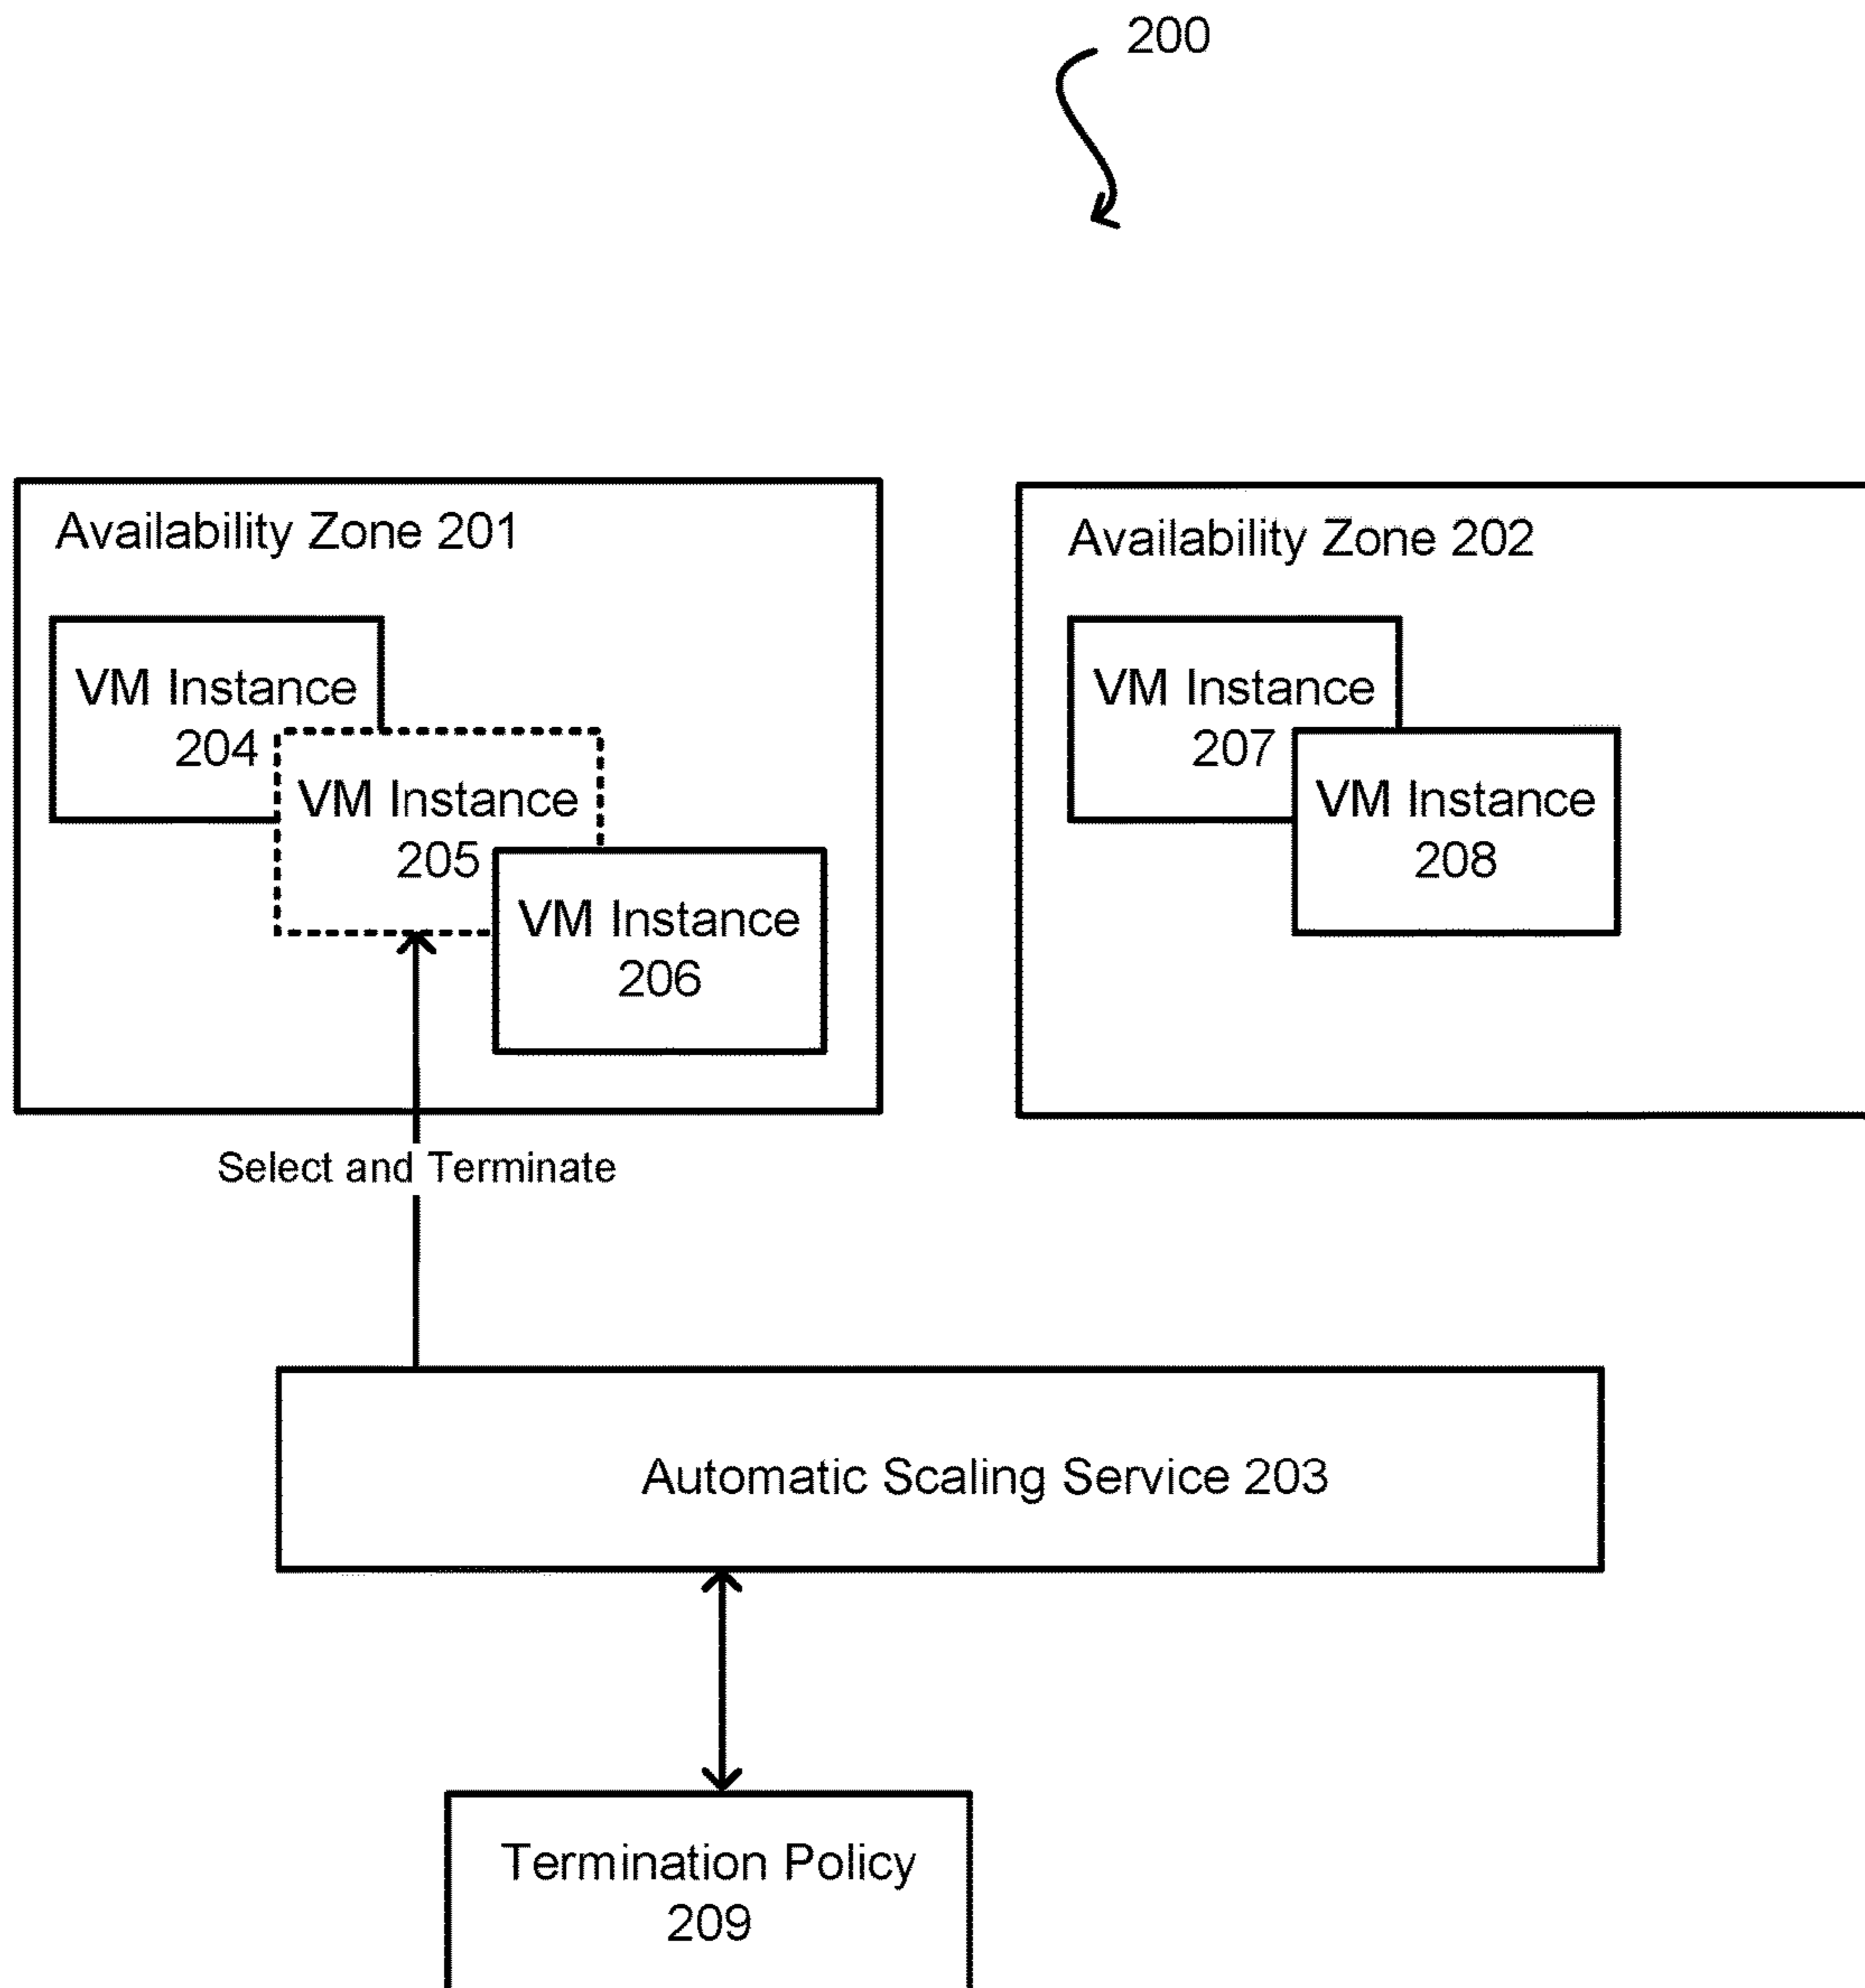 200
Availability Zone 201
VM Instance
204
VM Instance
205
VM Instance
206
Availability Zone 202
VM Instance
207
VM Instance
208
Select and Terminate
Automatic Scaling Service 203
Termination Policy
209